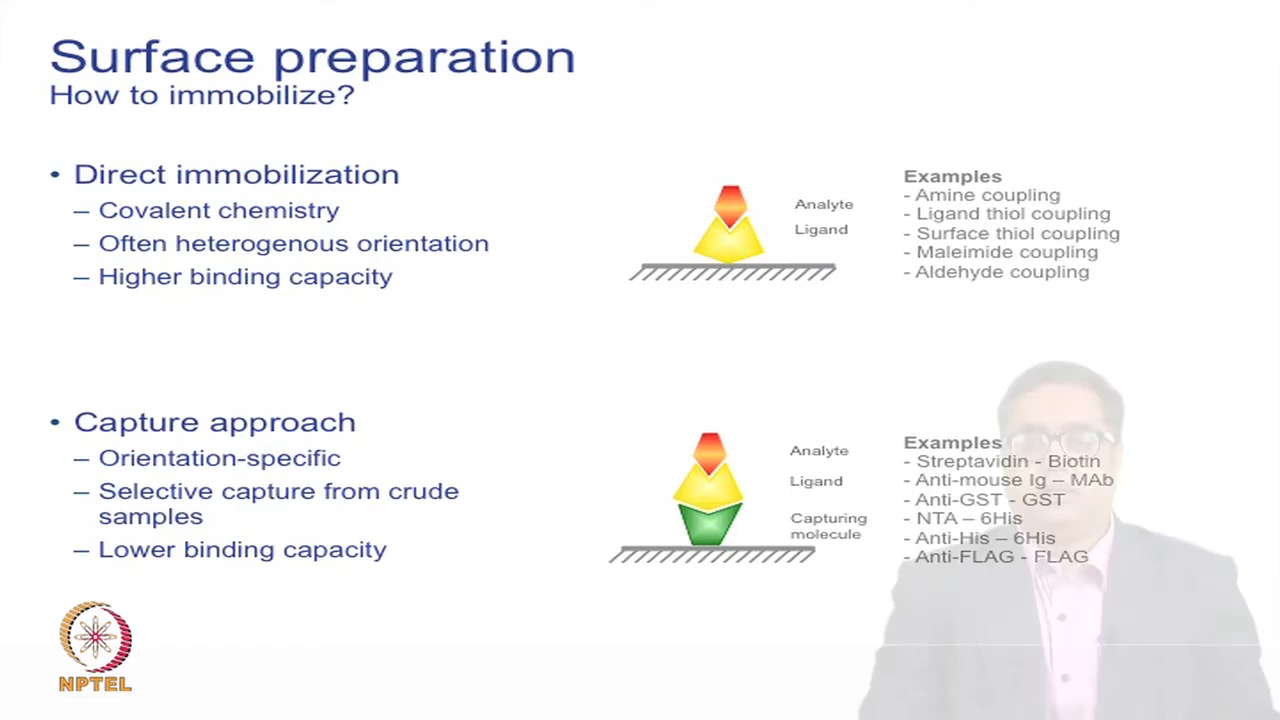 Surface preparation
How to immobilize?
• Direct immobilization
– Covalent chemistry
– Often heterogenous orientation
– Higher binding capacity
Analyte
Ligand
Examples
- Amine coupling
- Ligand thiol coupling
- Surface thiol coupling
- Maleimide coupling
- Aldehyde coupling
• Capture approach
– Orientation-specific
– Selective capture from crude
samples
– Lower binding capacity
Analyte
Ligand
Capturing
molecule
Examples
- Streptavidin - Biotin
- Anti-mouse Ig – MAb
- Anti-GST - GST
- NTA – 6His
- Anti-His – 6His
- Anti-FLAG - FLAG
NPTEL